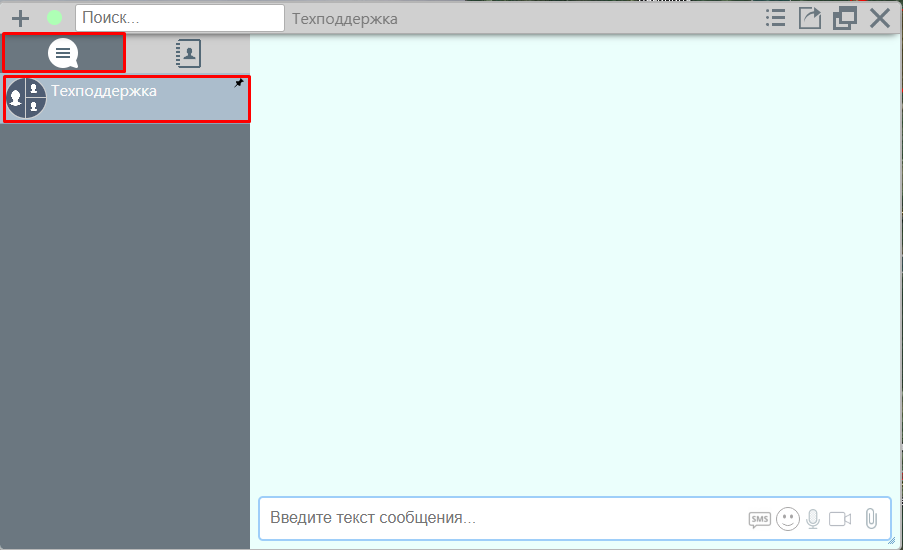 Поиск...
Техподдержка
Техподдержка
Введите текст сообщения...
SMS